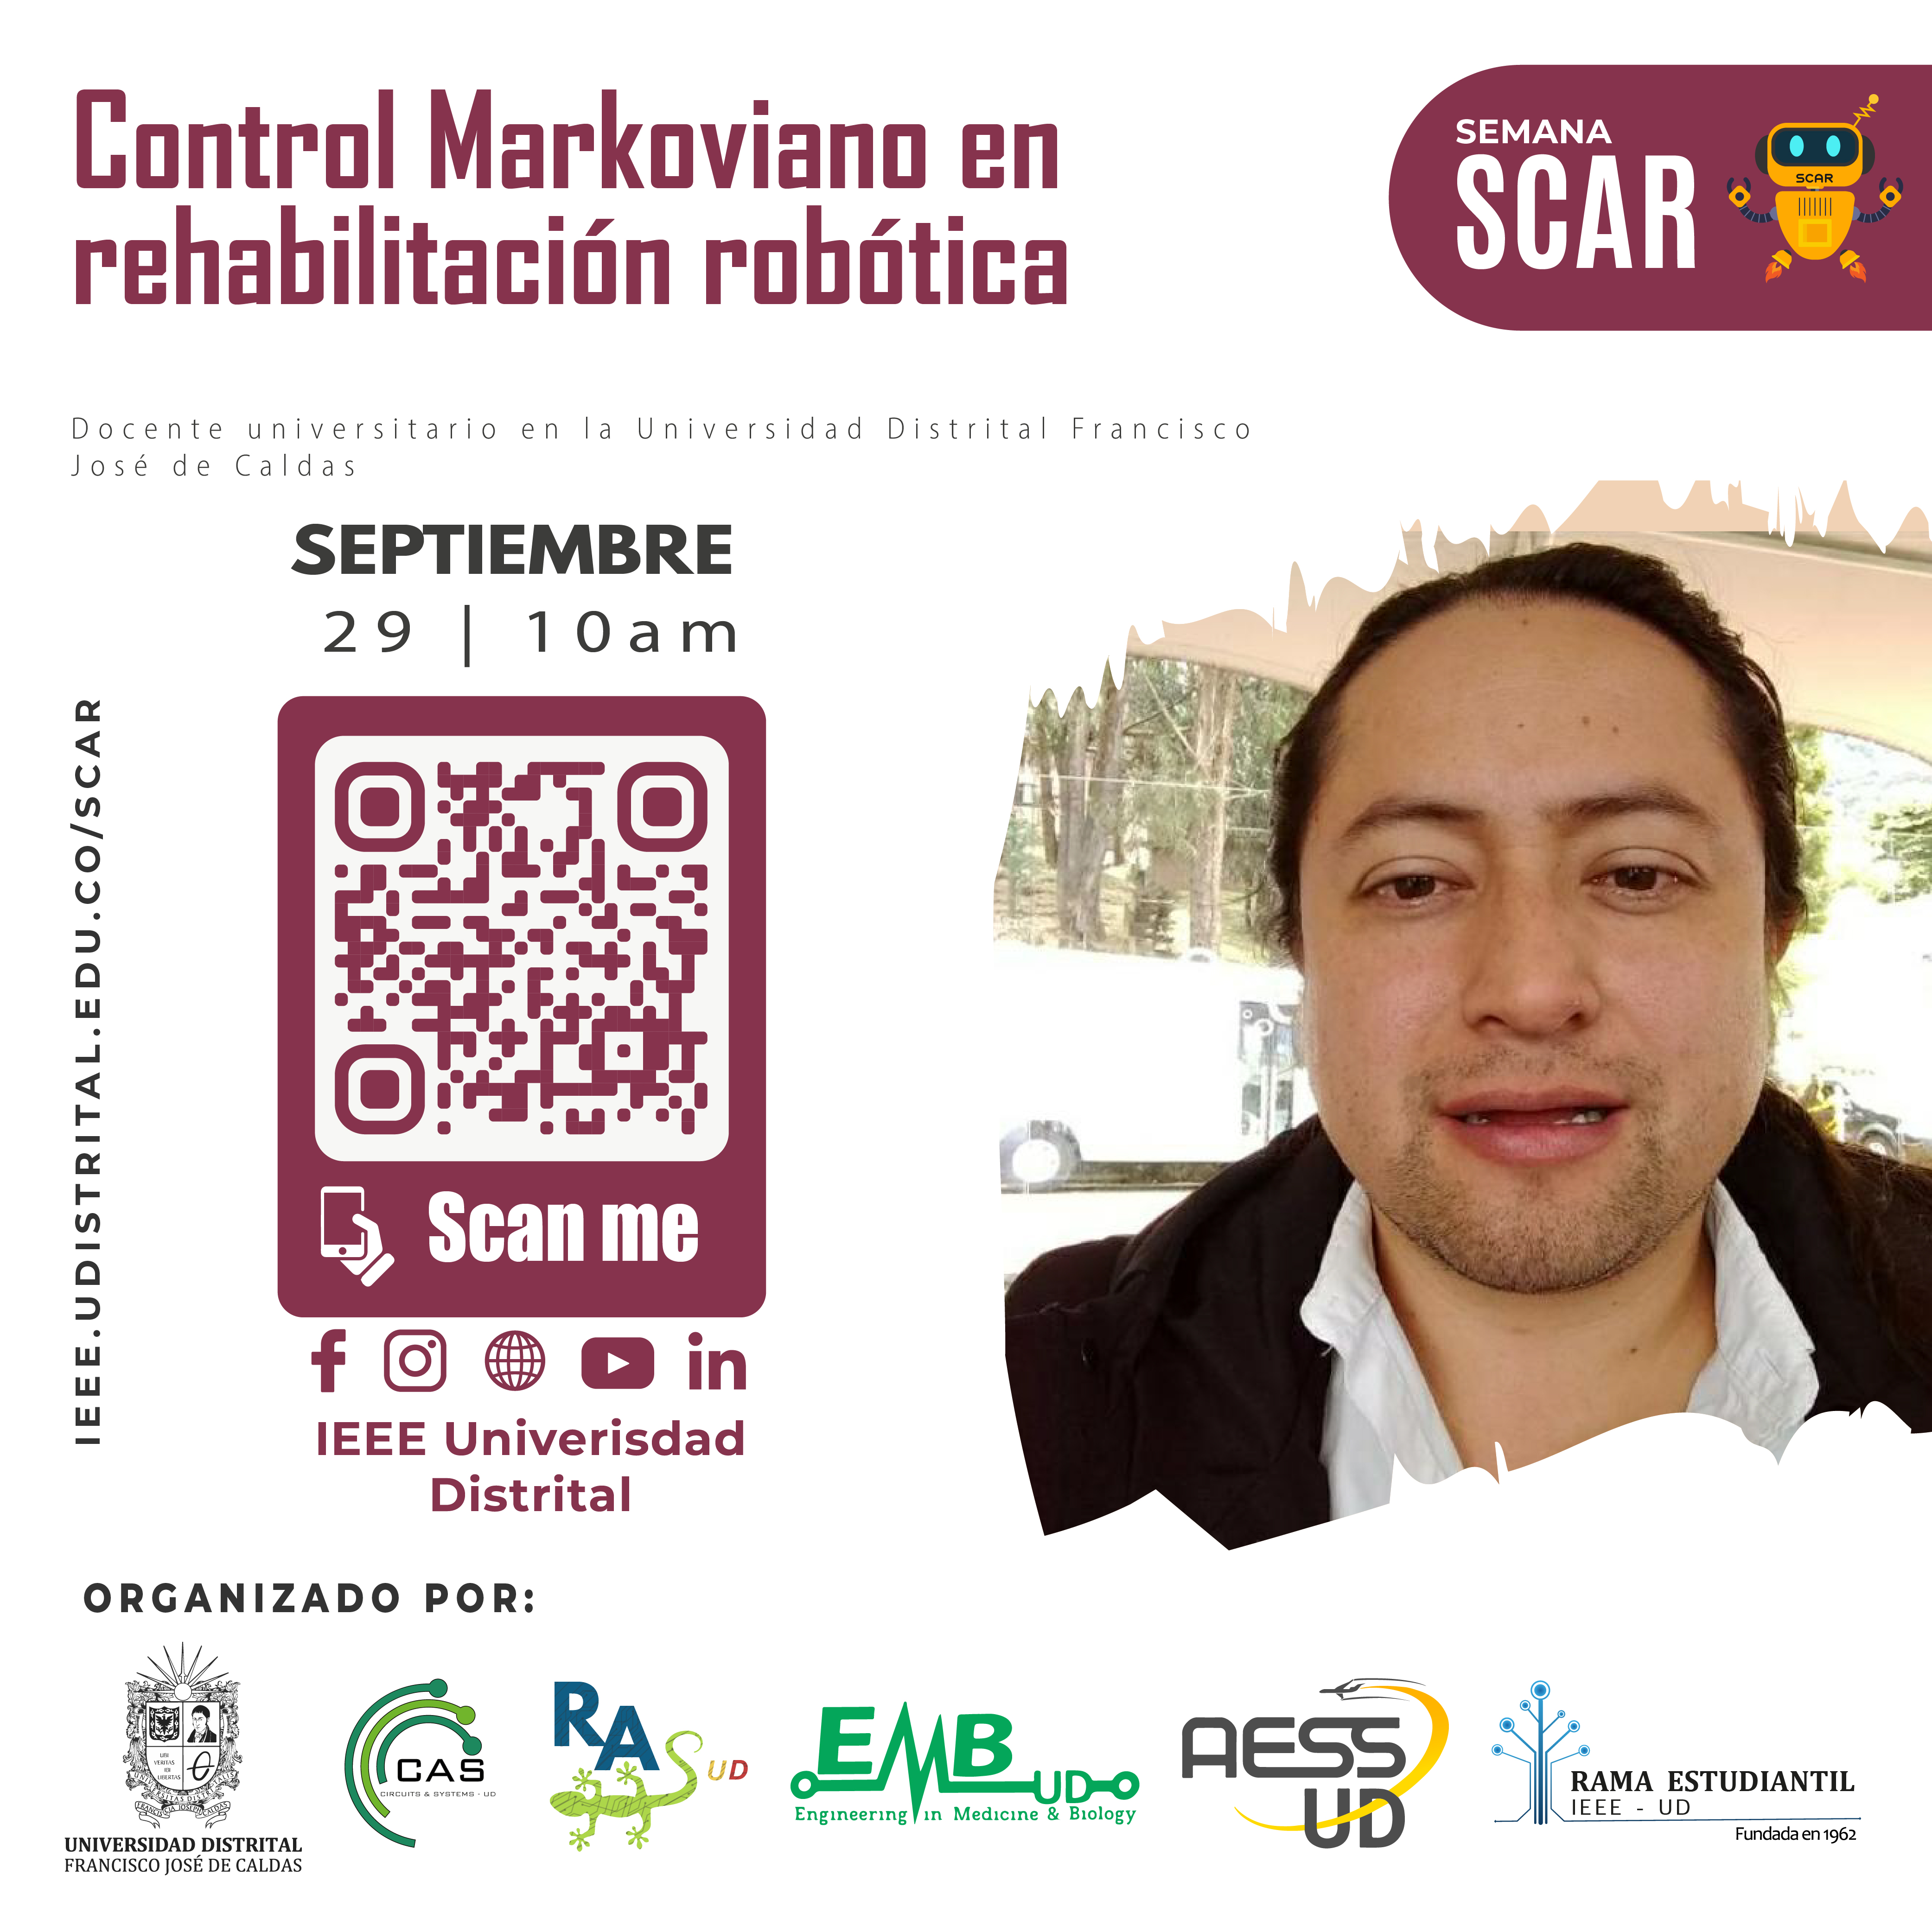 Control Markoviano en
rehabilitación robótica
SEMANA
SCAR
SCAR
Docente universitario en la Universidad Distrital Francisco
José de Caldas
SEPTIEMBRE
29 | 10am
IEEE.UDISTRITAL.EDU.CO/SCAR
Scan me
IEEE Univerisdad
Distrital
ORGANIZADO POR:
UNIVERSIDAD DISTRITAL
FRANCISCO JOSÉ DE CALDAS
CAS
CIRCUITS & SYSTEMS - UD
RAS UD
EMB UD
Engineering in Medicine & Biology
AESS
UD
RAMA ESTUDIANTIL
IEEE - UD
Fundada en 1962